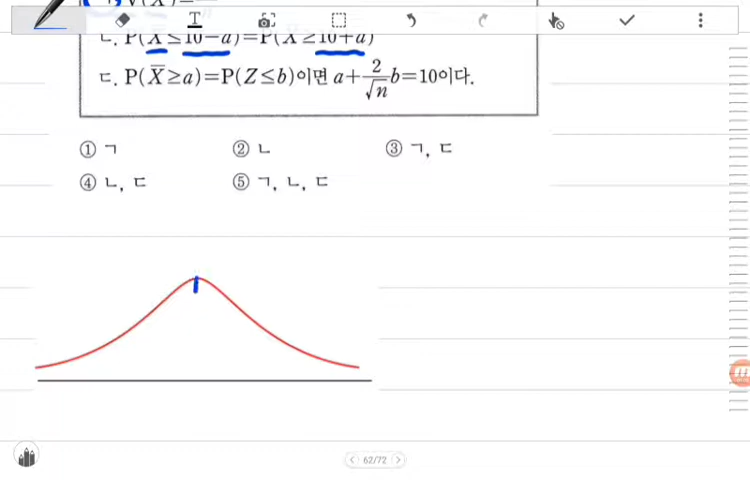 ㄴ. P(X̄≤10−a)=P(X̄≥10+a)
ㄷ. P(X̄≥a)=P(Z≤b)이면 a+2/√n b=10이다.
① ㄱ ② ㄴ ③ ㄱ, ㄷ
④ ㄴ, ㄷ ⑤ ㄱ, ㄴ, ㄷ
62/72